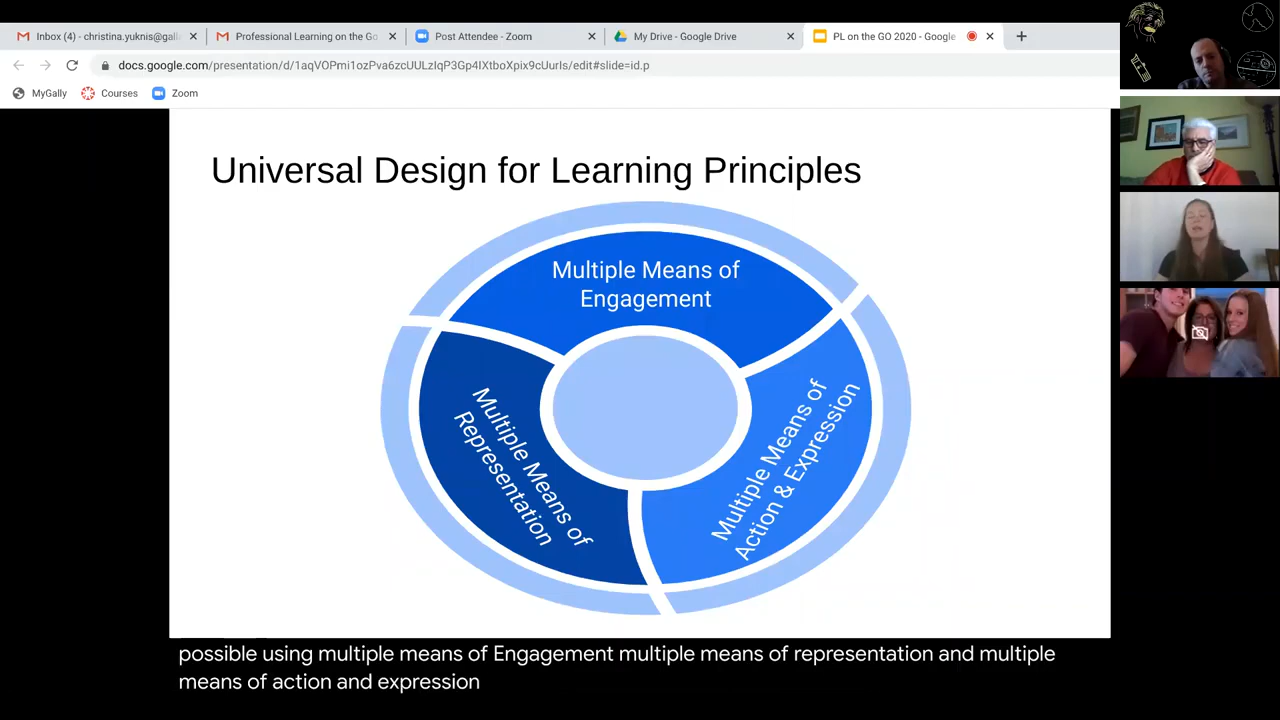 Inbox (4) - christina.yuknis@gall
Professional Learning on the Go
Post Attendee - Zoom
My Drive - Google Drive
PL on the GO 2020 - Google
docs.google.com/presentation/d/1aqVOPmi1ozPva6zcUULzIqP3Gp4IXtboXpix9cUurIs/edit#slide=id.p
MyGally
Courses
Zoom
Universal Design for Learning Principles
Multiple Means of
Engagement
Multiple Means of
Representation
Multiple Means of
Action & Expression
possible using multiple means of Engagement multiple means of representation and multiple
means of action and expression